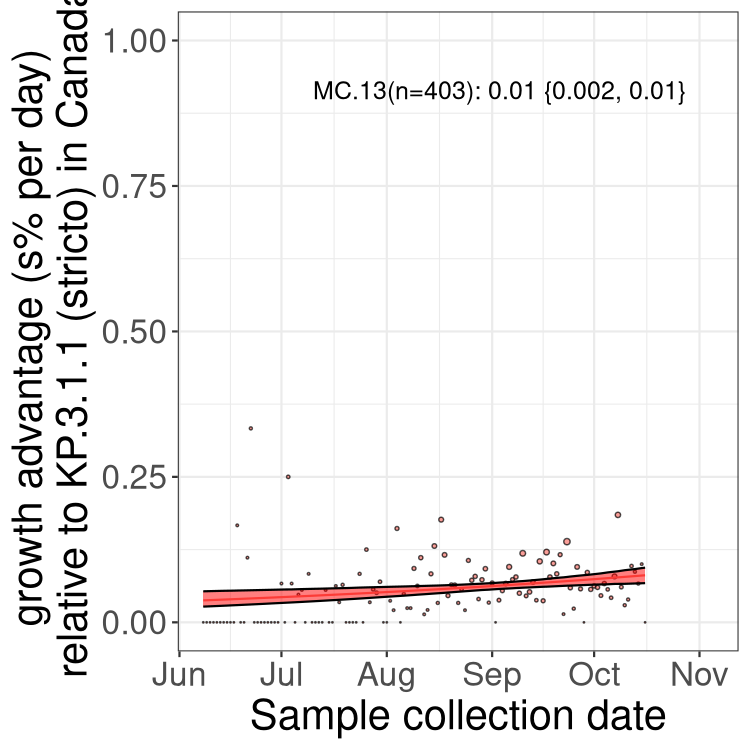 growth advantage (s% per day)
relative to KP.3.1.1 (stricto) in Canada
1.00
0.75
0.50
0.25
0.00
MC.13(n=403): 0.01 {0.002, 0.01}
Jun Jul Aug Sep Oct Nov
Sample collection date